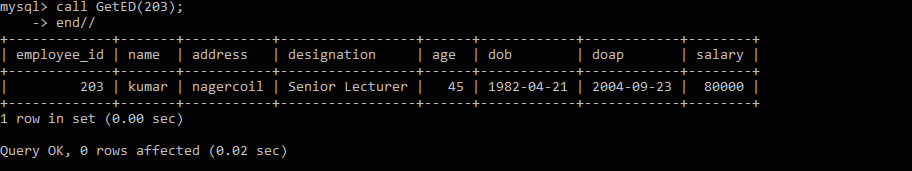 mysql> call GetED(203);
    -> end//
+-------------+-------+-----------+-----------------+------+------------+------------+--------+
| employee_id | name  | address   | designation     | age  | dob        | doap       | salary |
+-------------+-------+-----------+-----------------+------+------------+------------+--------+
|         203 | kumar | nagercoil | Senior Lecturer |   45 | 1982-04-21 | 2004-09-23 |  80000 |
+-------------+-------+-----------+-----------------+------+------------+------------+--------+
1 row in set (0.00 sec)
Query OK, 0 rows affected (0.02 sec)